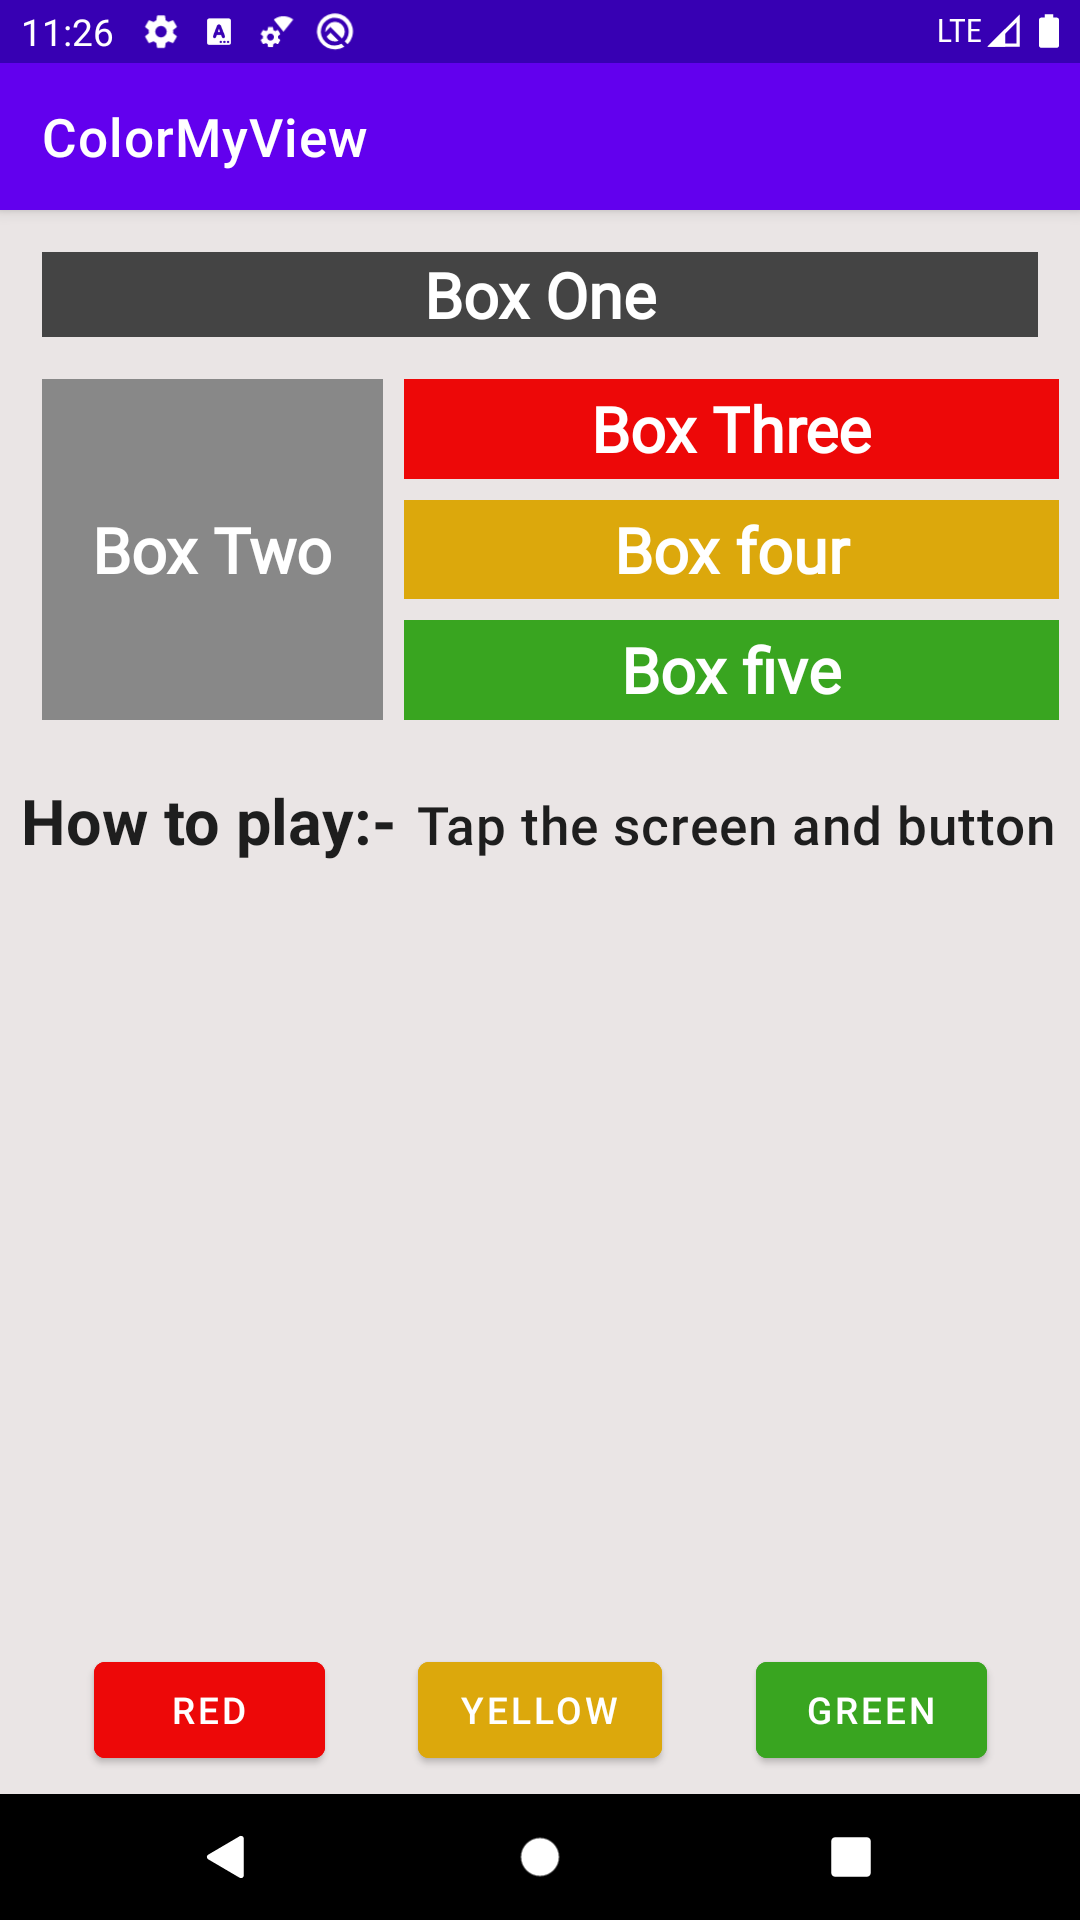 11:26 LTE
ColorMyView
Box One
Box Two
Box Three
Box four
Box five
How to play:- Tap the screen and button
RED YELLOW GREEN